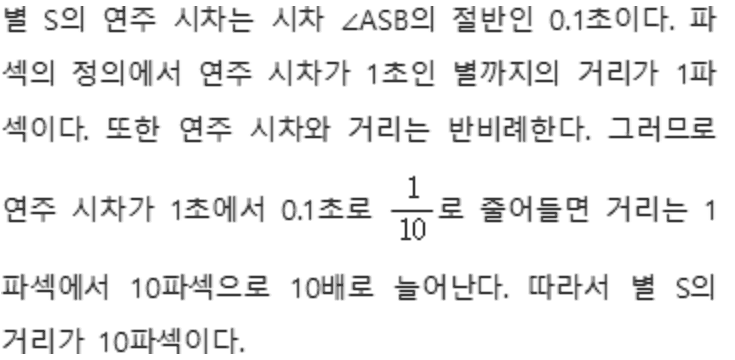 별 S의 연주 시차는 시차 ∠ASB의 절반인 0.1초이다. 파
섹의 정의에서 연주 시차가 1초인 별까지의 거리가 1파
섹이다. 또한 연주 시차와 거리는 반비례한다. 그러므로
연주 시차가 1초에서 0.1초로 1/10로 줄어들면 거리는 1
파섹에서 10파섹으로 10배로 늘어난다. 따라서 별 S의
거리가 10파섹이다.